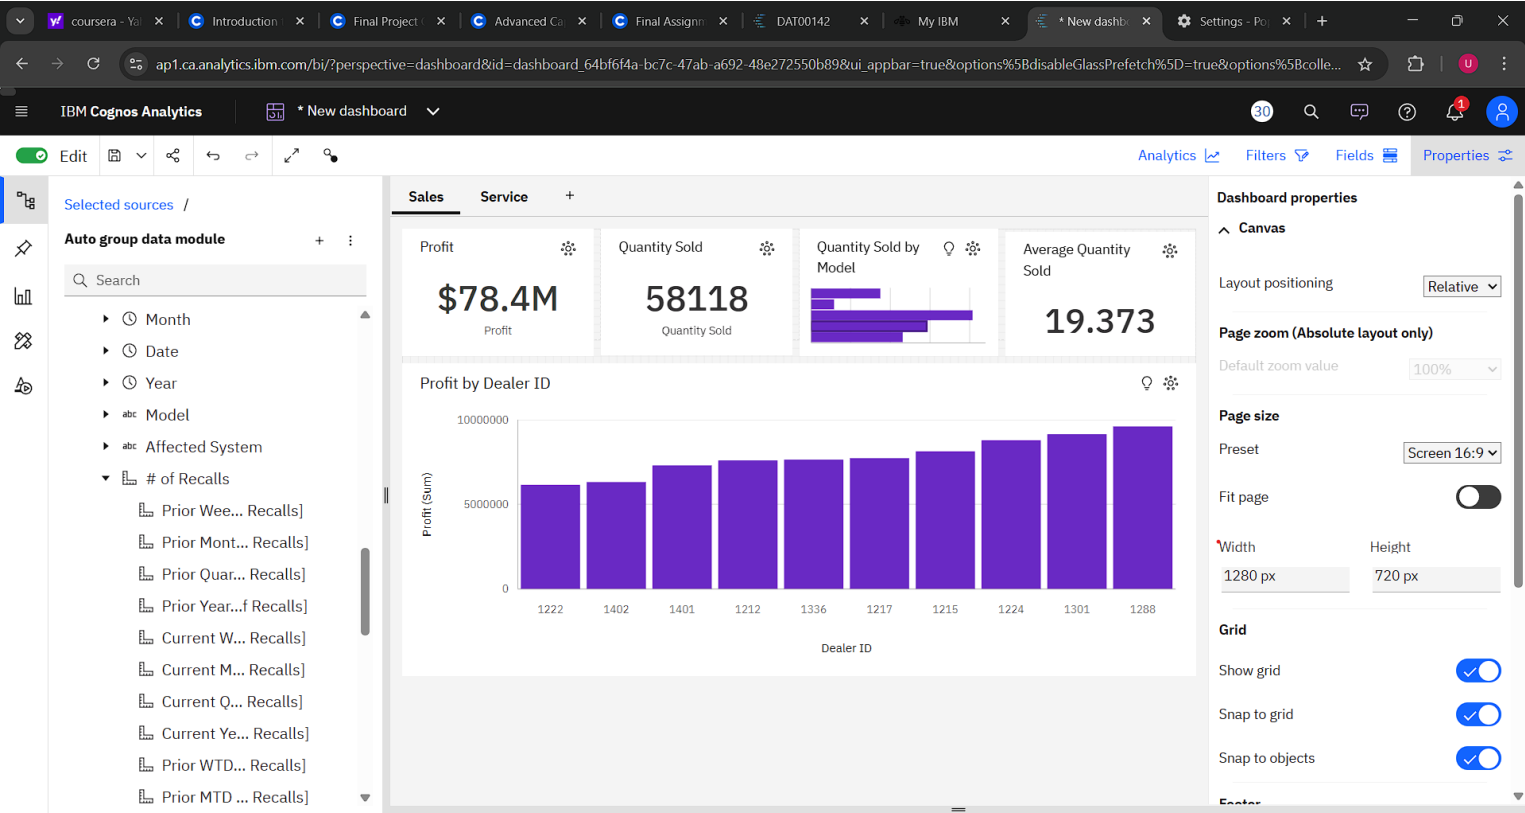 coursera - Yah
Introduction
Final Project
Advanced Ca
Final Assignm
DAT00142
My IBM
* New dashbo
Settings - Pop
ap1.ca.analytics.ibm.com/bi/?perspective=dashboard&id=dashboard_64bf6f4a-bc7c-47ab-a692-48e272550b89&ui_appbar=true&options%5BdisableGlassPrefetch%5D=true&options%5Bcolle...
U
IBM Cognos Analytics
* New dashboard
30
1
Edit
Analytics
Filters
Fields
Properties
Selected sources /
Auto group data module
Search
Month
Date
Year
abc Model
abc Affected System
# of Recalls
Prior Wee... Recalls]
Prior Mont... Recalls]
Prior Quar... Recalls]
Prior Year...f Recalls]
Current W... Recalls]
Current M... Recalls]
Current Q... Recalls]
Current Ye... Recalls]
Prior WTD... Recalls]
Prior MTD ... Recalls]
Sales
Service
Profit
$78.4M
Profit
Quantity Sold
58118
Quantity Sold
Quantity Sold by
Model
Average Quantity
Sold
19.373
Profit by Dealer ID
Profit (Sum)
10000000
5000000
0
1222
1402
1401
1212
1336
1217
1215
1224
1301
1288
Dealer ID
Dashboard properties
Canvas
Layout positioning
Relative
Page zoom (Absolute layout only)
Default zoom value
100%
Page size
Preset
Screen 16:9
Fit page
Width
Height
1280 px
720 px
Grid
Show grid
Snap to grid
Snap to objects
Footer